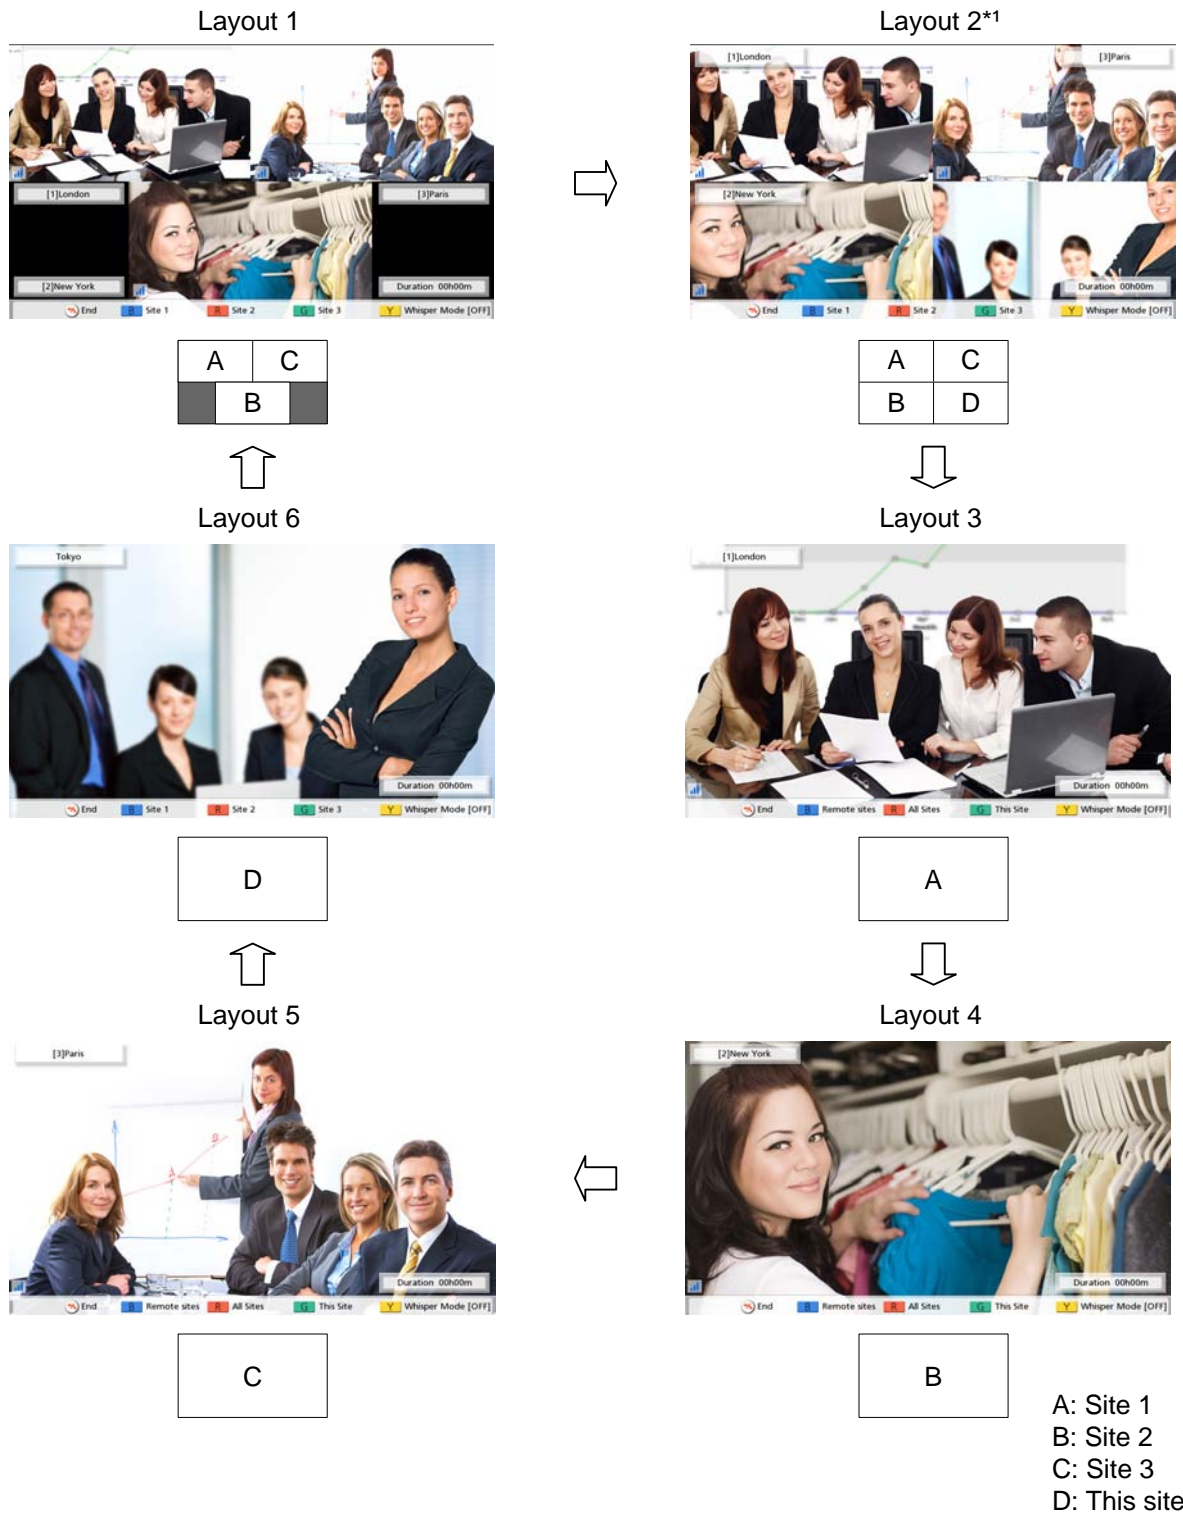 Layout 1
Layout 2*¹
[1]London
[3]Paris
[2]New York
Duration 00h00m
End B Site 1 R Site 2 G Site 3 Y Whisper Mode [OFF]
[1]London
[3]Paris
[2]New York
Duration 00h00m
End B Site 1 R Site 2 G Site 3 Y Whisper Mode [OFF]
A C
B
A C
B D
Layout 6
Layout 3
Tokyo
Duration 00h00m
End B Site 1 R Site 2 G Site 3 Y Whisper Mode [OFF]
[1]London
Duration 00h00m
End B Remote sites R All Sites G This Site Y Whisper Mode [OFF]
D
A
Layout 5
Layout 4
[3]Paris
A
B
Duration 00h00m
End B Remote sites R All Sites G This Site Y Whisper Mode [OFF]
[2]New York
Duration 00h00m
End B Remote sites R All Sites G This Site Y Whisper Mode [OFF]
C
B
A: Site 1
B: Site 2
C: Site 3
D: This site